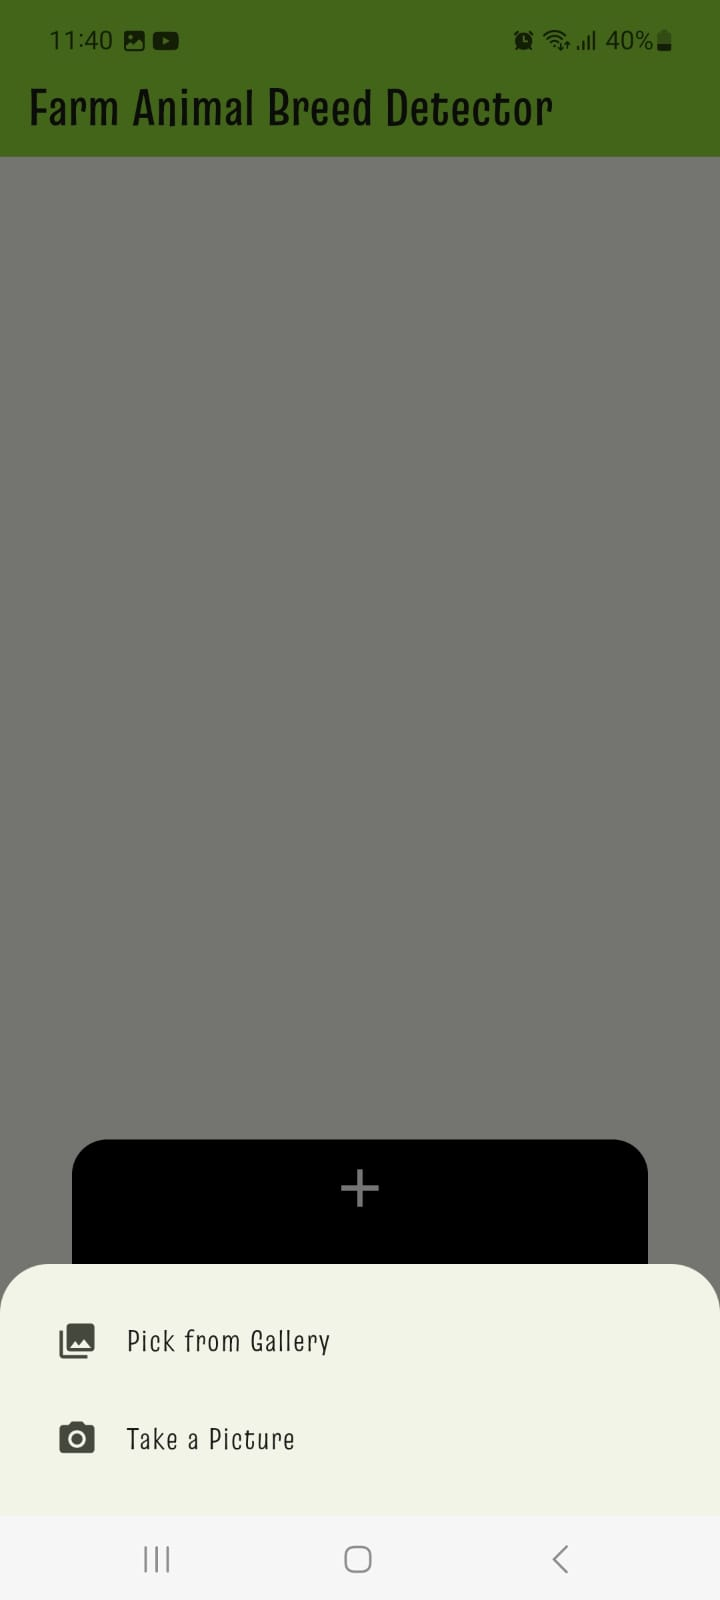 11:40 40%
Farm Animal Breed Detector
Pick from Gallery
Take a Picture